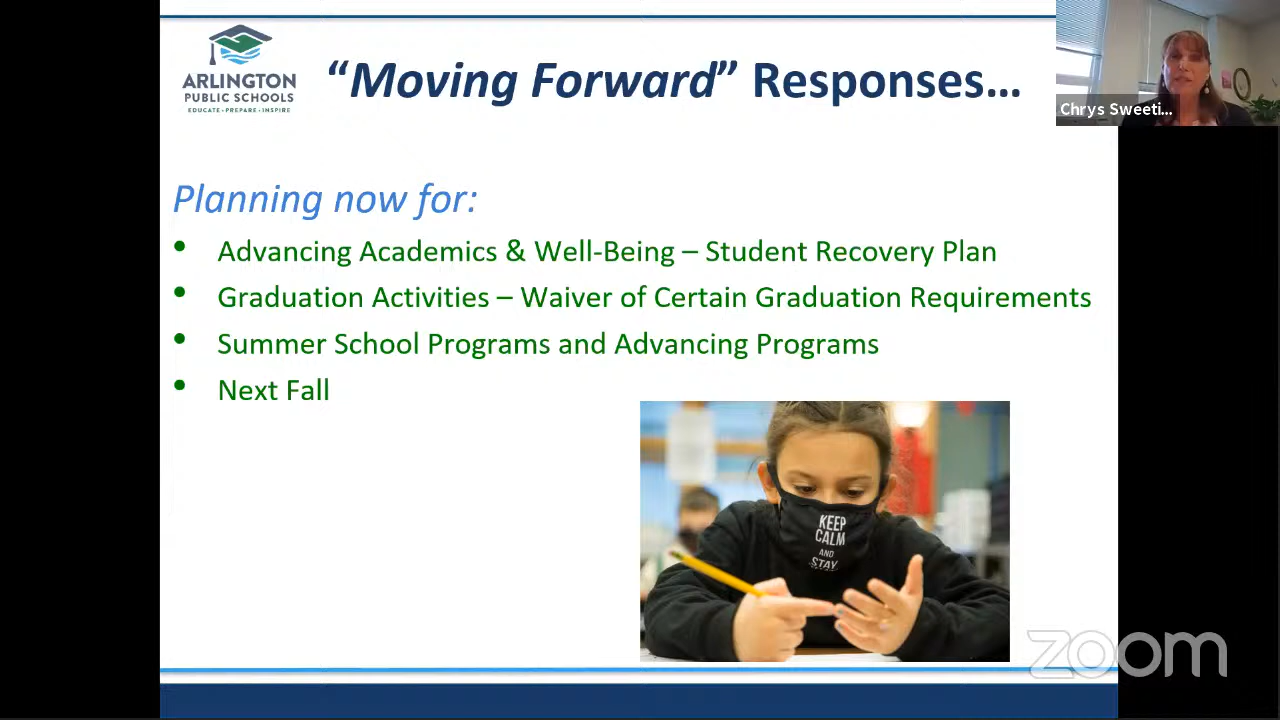 ARLINGTON
PUBLIC SCHOOLS
EDUCATE • PREPARE • INSPIRE
“Moving Forward” Responses…
Chrys Sweeti...
Planning now for:
• Advancing Academics & Well-Being – Student Recovery Plan
• Graduation Activities – Waiver of Certain Graduation Requirements
• Summer School Programs and Advancing Programs
• Next Fall
KEEP
CALM
AND
STAY
zoom